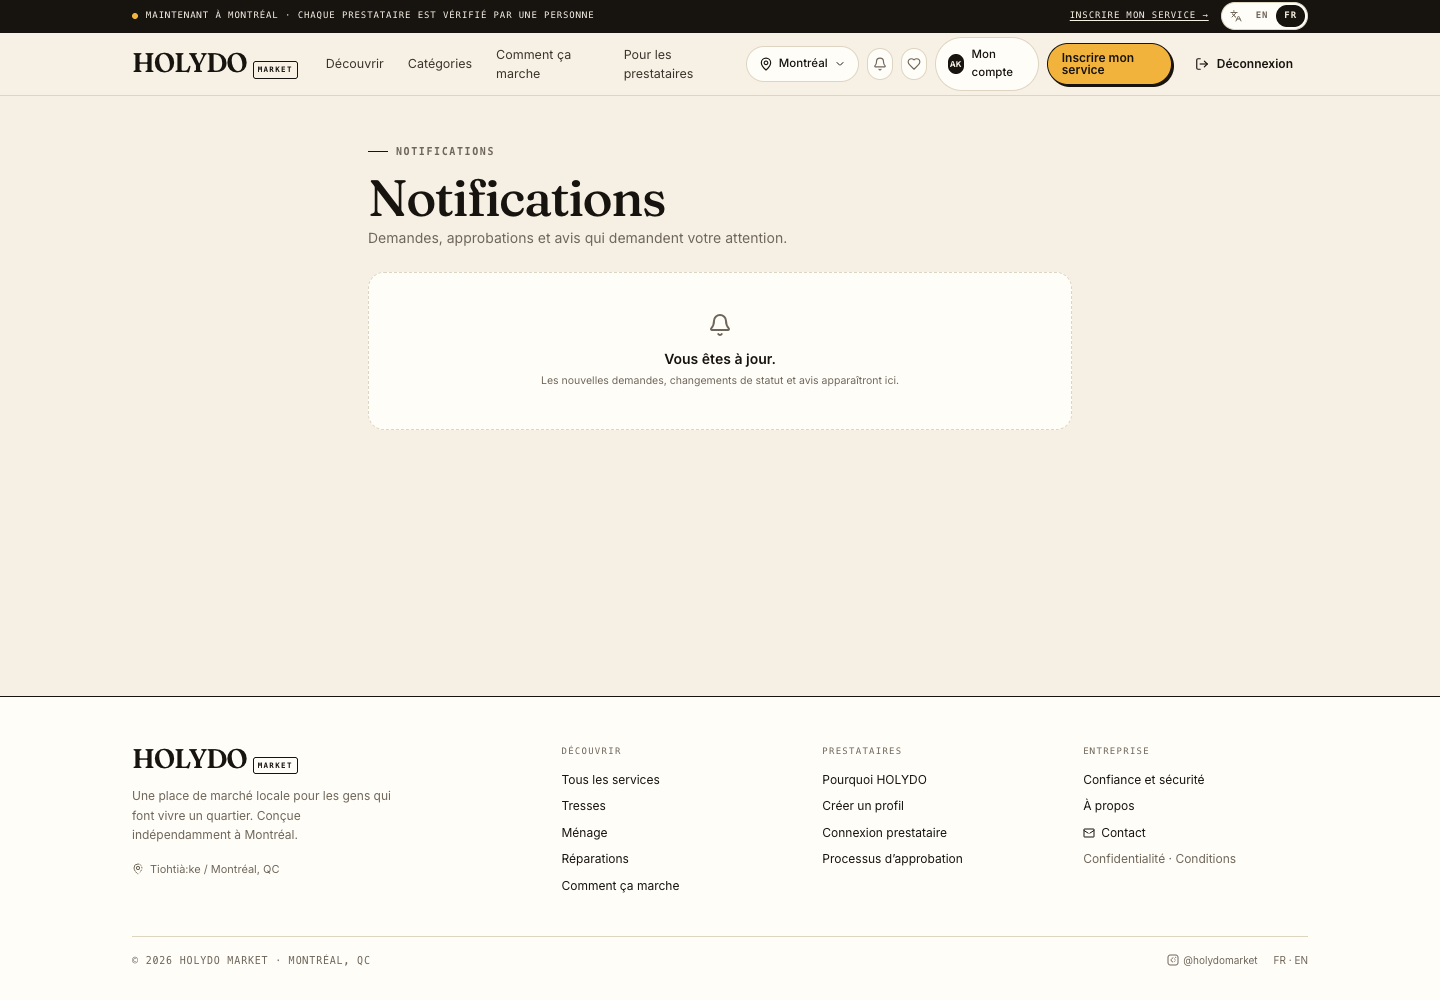 MAINTENANT À MONTRÉAL · CHAQUE PRESTATAIRE EST VÉRIFIÉ PAR UNE PERSONNE
INSCRIRE MON SERVICE →
EN
FR
HOLYDO MARKET
Découvrir
Catégories
Comment ça
marche
Pour les
prestataires
Montréal
AK
Mon
compte
Inscrire mon
service
Déconnexion
NOTIFICATIONS
Notifications
Demandes, approbations et avis qui demandent votre attention.
Vous êtes à jour.
Les nouvelles demandes, changements de statut et avis apparaîtront ici.
HOLYDO MARKET
Une place de marché locale pour les gens qui
font vivre un quartier. Conçue
indépendamment à Montréal.
Tiohtià:ke / Montréal, QC
DÉCOUVRIR
Tous les services
Tresses
Ménage
Réparations
Comment ça marche
PRESTATAIRES
Pourquoi HOLYDO
Créer un profil
Connexion prestataire
Processus d’approbation
ENTREPRISE
Confiance et sécurité
À propos
Contact
Confidentialité · Conditions
© 2026 HOLYDO MARKET · MONTRÉAL, QC
@holydomarket
FR · EN